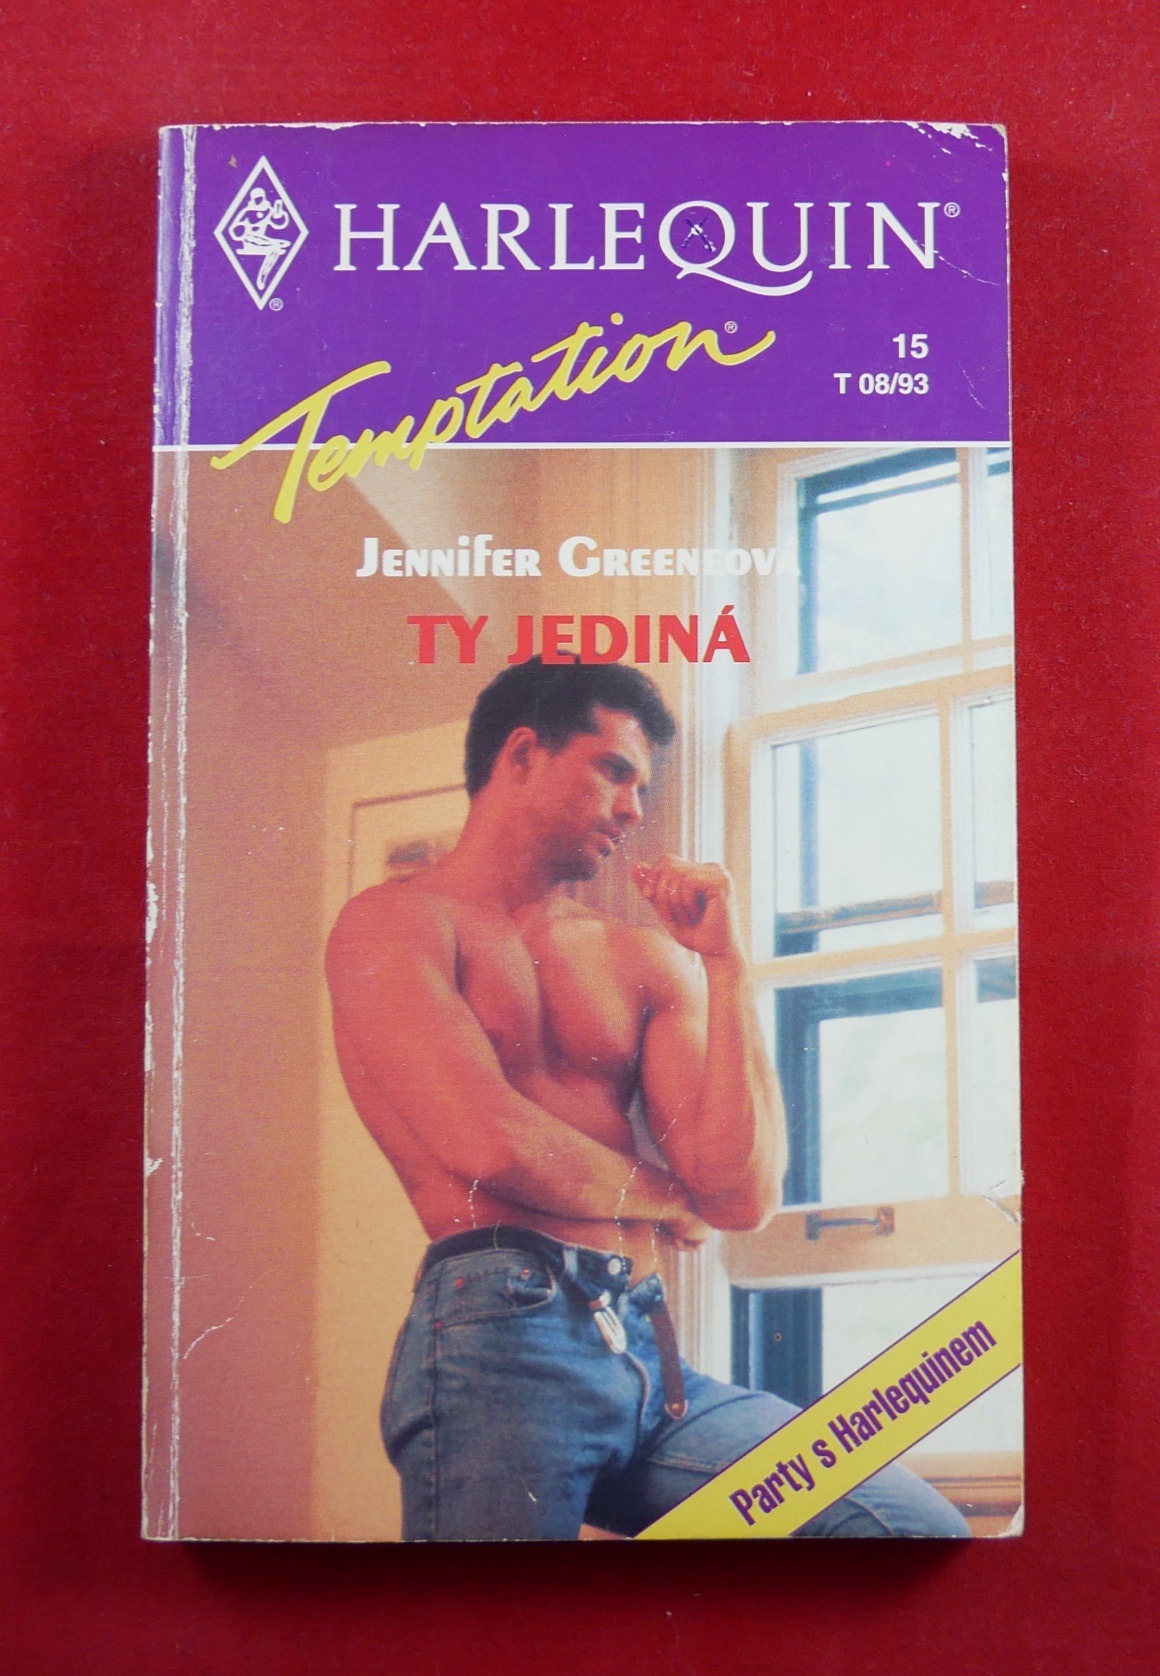 HARLEQUIN®
Temptation®
15
T 08/93
Jennifer Greeneová
TY JEDINÁ
Party s Harlequinem